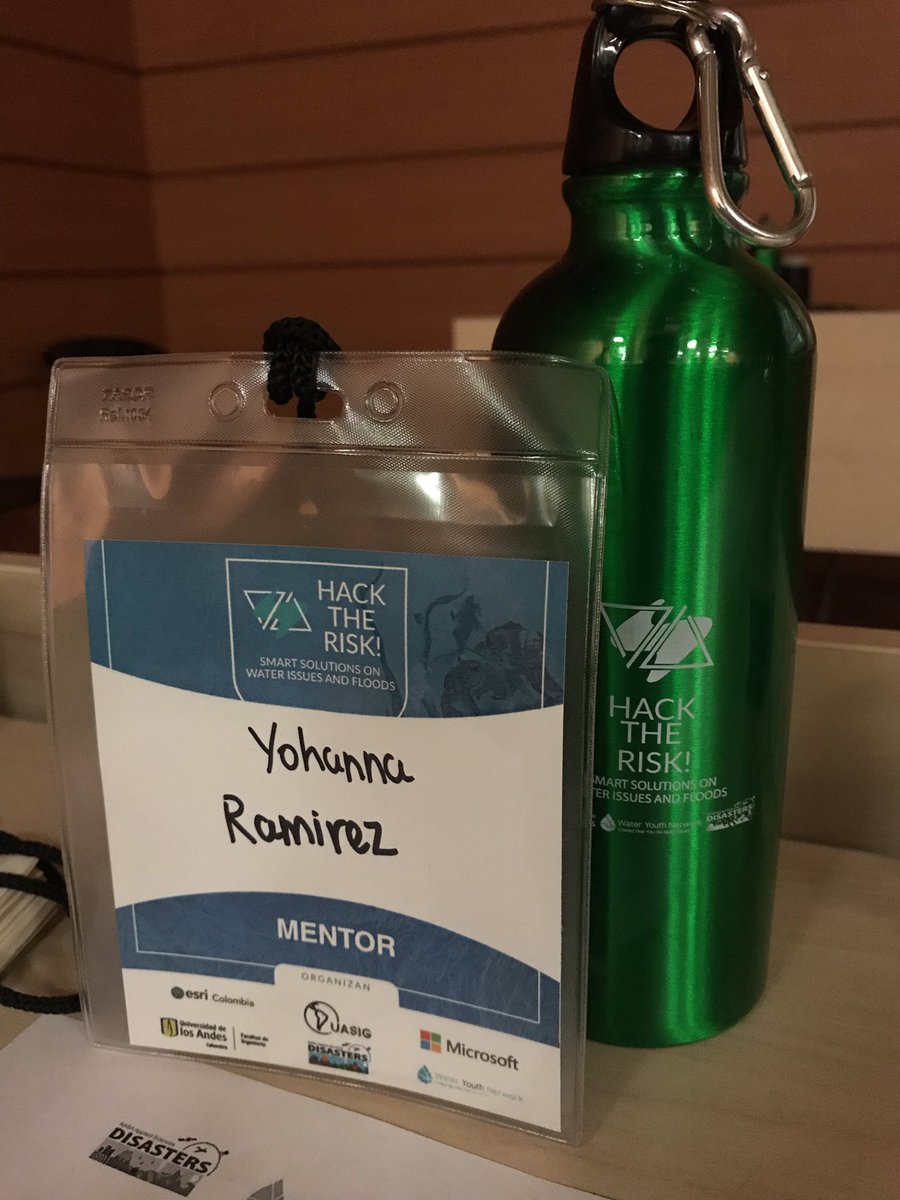 HACK
THE
RISK!
SMART SOLUTIONS ON
WATER ISSUES AND FLOODS
Yohanna
Ramirez
MENTOR
ORGANIZAN
esri Colombia
Universidad de
los Andes
Colombia
Facultad de
Ingeniería
UASIG
DISASTERS
Microsoft
Water Youth Network
HACK
THE
RISK!
SMART SOLUTIONS ON
TER ISSUES AND FLOODS
Water Youth Network
DISASTERS
DISASTERS